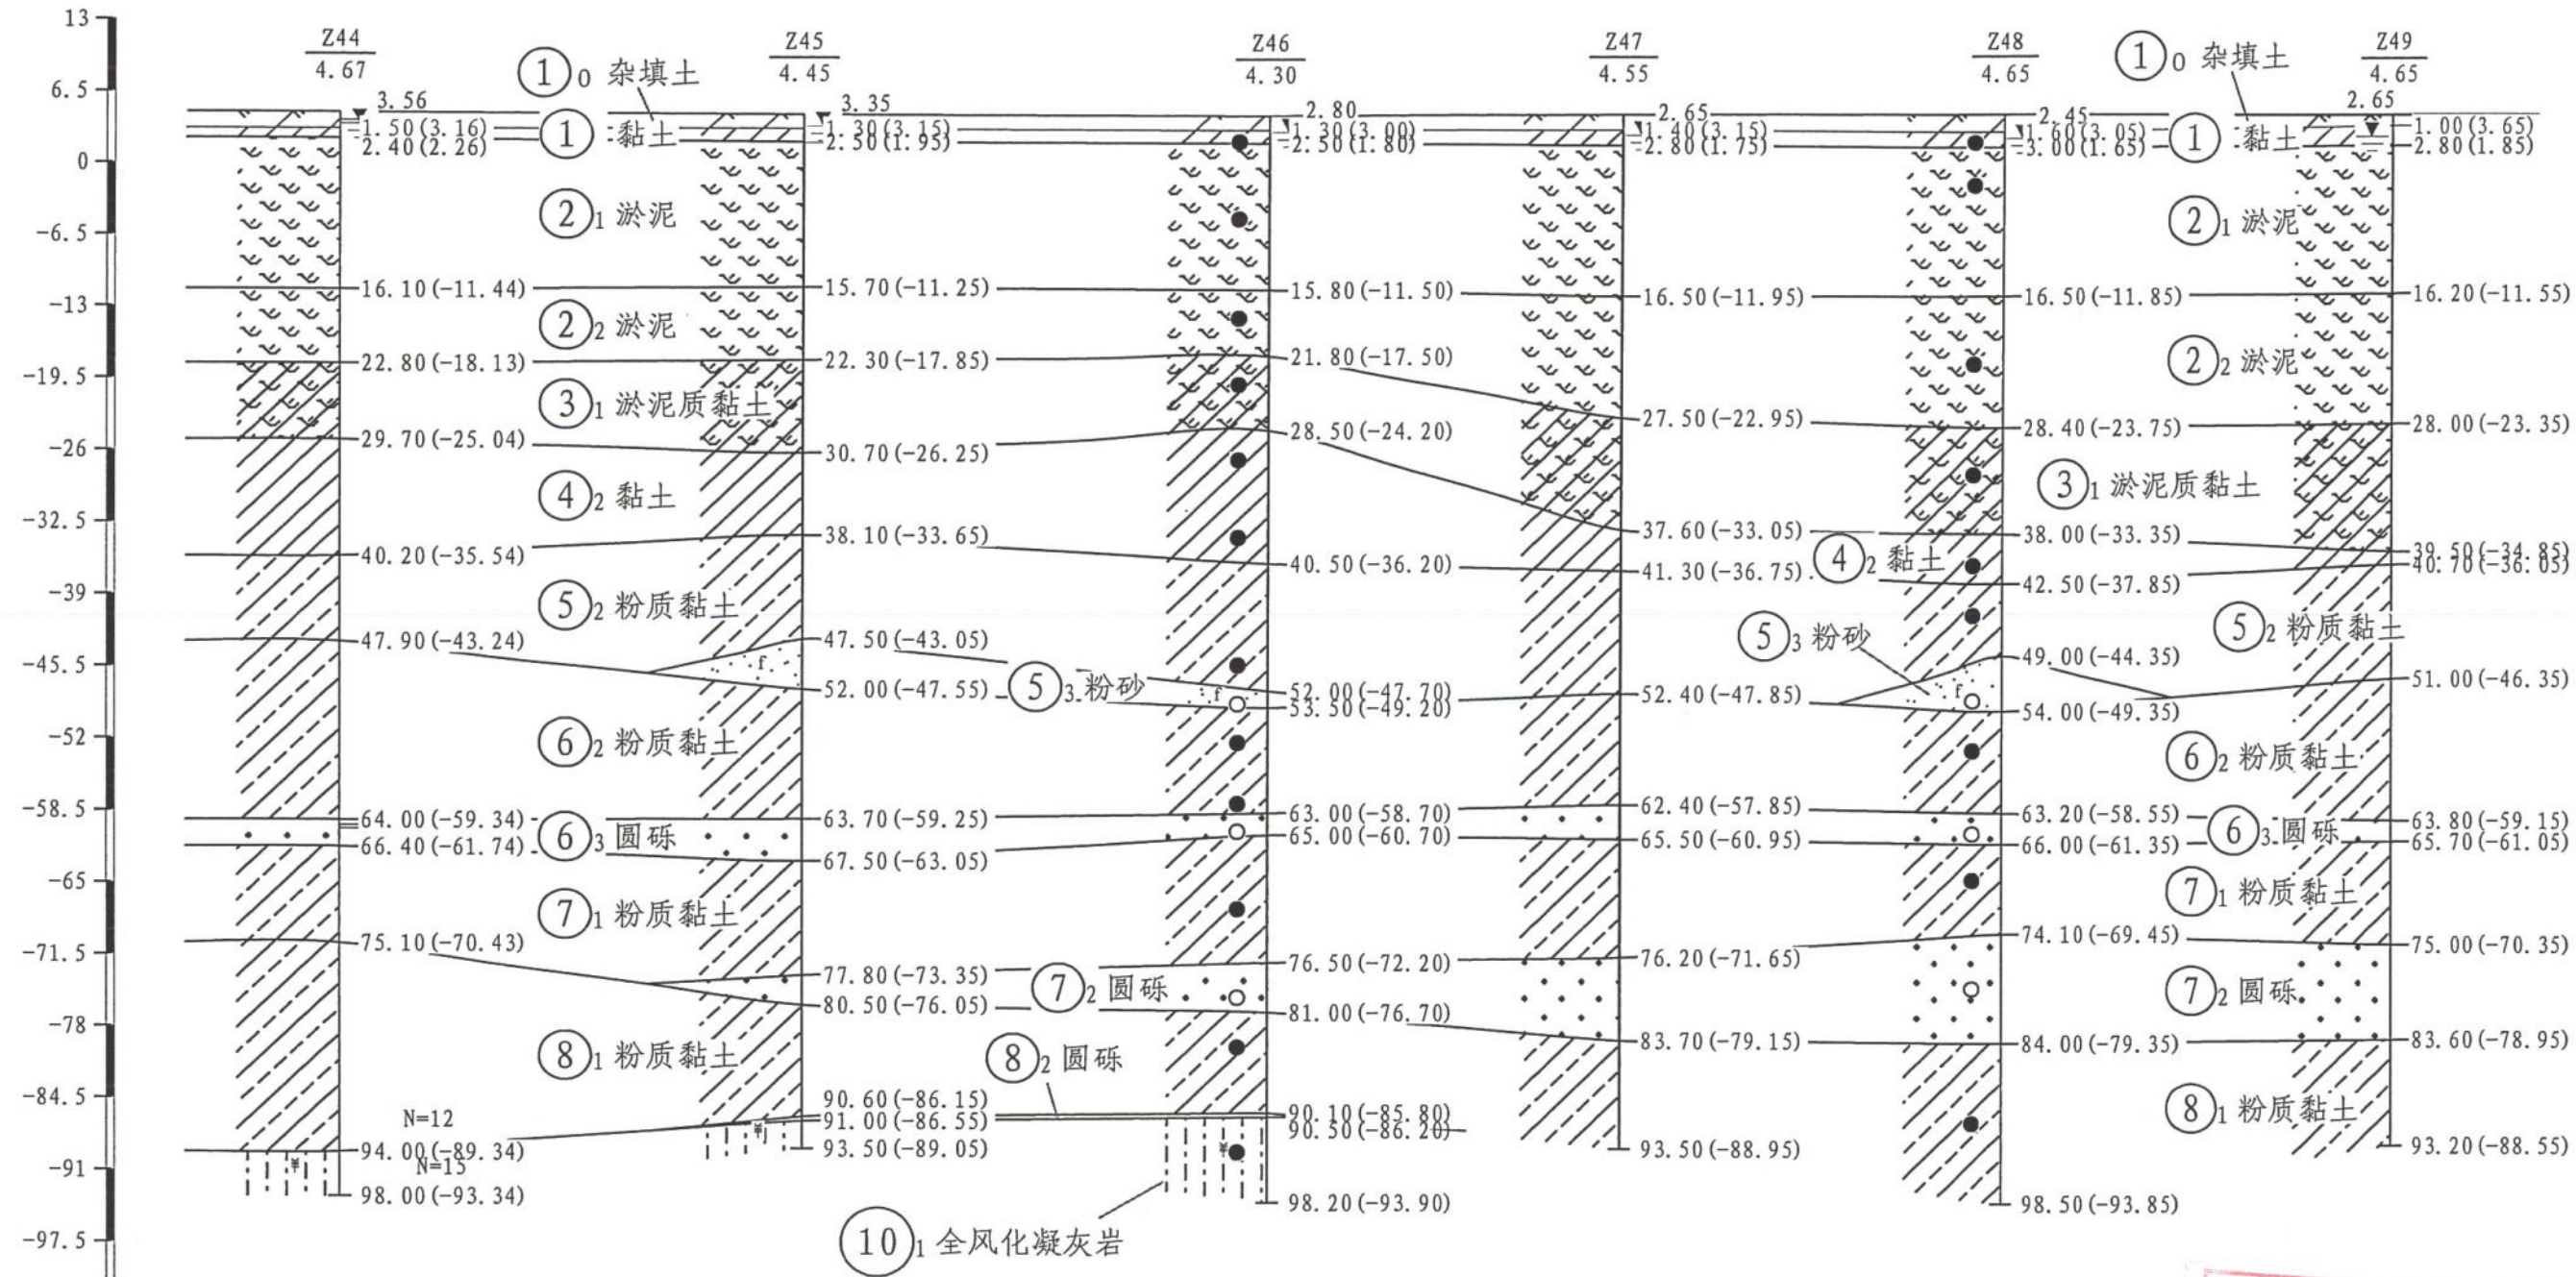 13
6.5
0
-6.5
-13
-19.5
-26
-32.5
-39
-45.5
-52
-58.5
-65
-71.5
-78
-84.5
-91
-97.5
Z44
4.67
3.56
1.50(3.16)
2.40(2.26)
16.10(-11.44)
22.80(-18.13)
29.70(-25.04)
40.20(-35.54)
47.90(-43.24)
64.00(-59.34)
66.40(-61.74)
75.10(-70.43)
N=12
94.00(-89.34)
N=15
98.00(-93.34)
①0 杂填土
① 黏土
②1 淤泥
②2 淤泥
③1 淤泥质黏土
④2 黏土
⑤2 粉质黏土
⑥2 粉质黏土
⑥3 圆砾
⑦1 粉质黏土
⑧1 粉质黏土
Z45
4.45
3.35
1.30(3.15)
2.50(1.95)
15.70(-11.25)
22.30(-17.85)
30.70(-26.25)
38.10(-33.65)
47.50(-43.05)
f
52.00(-47.55)
63.70(-59.25)
67.50(-63.05)
77.80(-73.35)
80.50(-76.05)
90.60(-86.15)
91.00(-86.55)
93.50(-89.05)
⑤3 粉砂
⑦2 圆砾
⑧2 圆砾
⑩1 全风化凝灰岩
Z46
4.30
2.80
1.30(3.00)
2.50(1.80)
15.80(-11.50)
21.80(-17.50)
28.50(-24.20)
40.50(-36.20)
f
52.00(-47.70)
53.50(-49.20)
63.00(-58.70)
65.00(-60.70)
76.50(-72.20)
81.00(-76.70)
90.10(-85.80)
90.50(-86.20)
98.20(-93.90)
Z47
4.55
2.65
1.40(3.15)
2.80(1.75)
16.50(-11.95)
27.50(-22.95)
37.60(-33.05)
41.30(-36.75)
52.40(-47.85)
62.40(-57.85)
65.50(-60.95)
76.20(-71.65)
83.70(-79.15)
93.50(-88.95)
④2 黏土
⑤3 粉砂
Z48
4.65
2.45
1.60(3.05)
3.00(1.65)
16.50(-11.85)
28.40(-23.75)
38.00(-33.35)
42.50(-37.85)
49.00(-44.35)
f
54.00(-49.35)
63.20(-58.55)
66.00(-61.35)
74.10(-69.45)
84.00(-79.35)
98.50(-93.85)
①0 杂填土
① 黏土
②1 淤泥
②2 淤泥
③1 淤泥质黏土
⑤2 粉质黏土
⑥2 粉质黏土
⑥3 圆砾
⑦1 粉质黏土
⑦2 圆砾
⑧1 粉质黏土
Z49
4.65
2.65
1.00(3.65)
2.80(1.85)
16.20(-11.55)
28.00(-23.35)
39.50(-34.85)
40.70(-36.05)
51.00(-46.35)
63.80(-59.15)
65.70(-61.05)
75.00(-70.35)
83.60(-78.95)
93.20(-88.55)